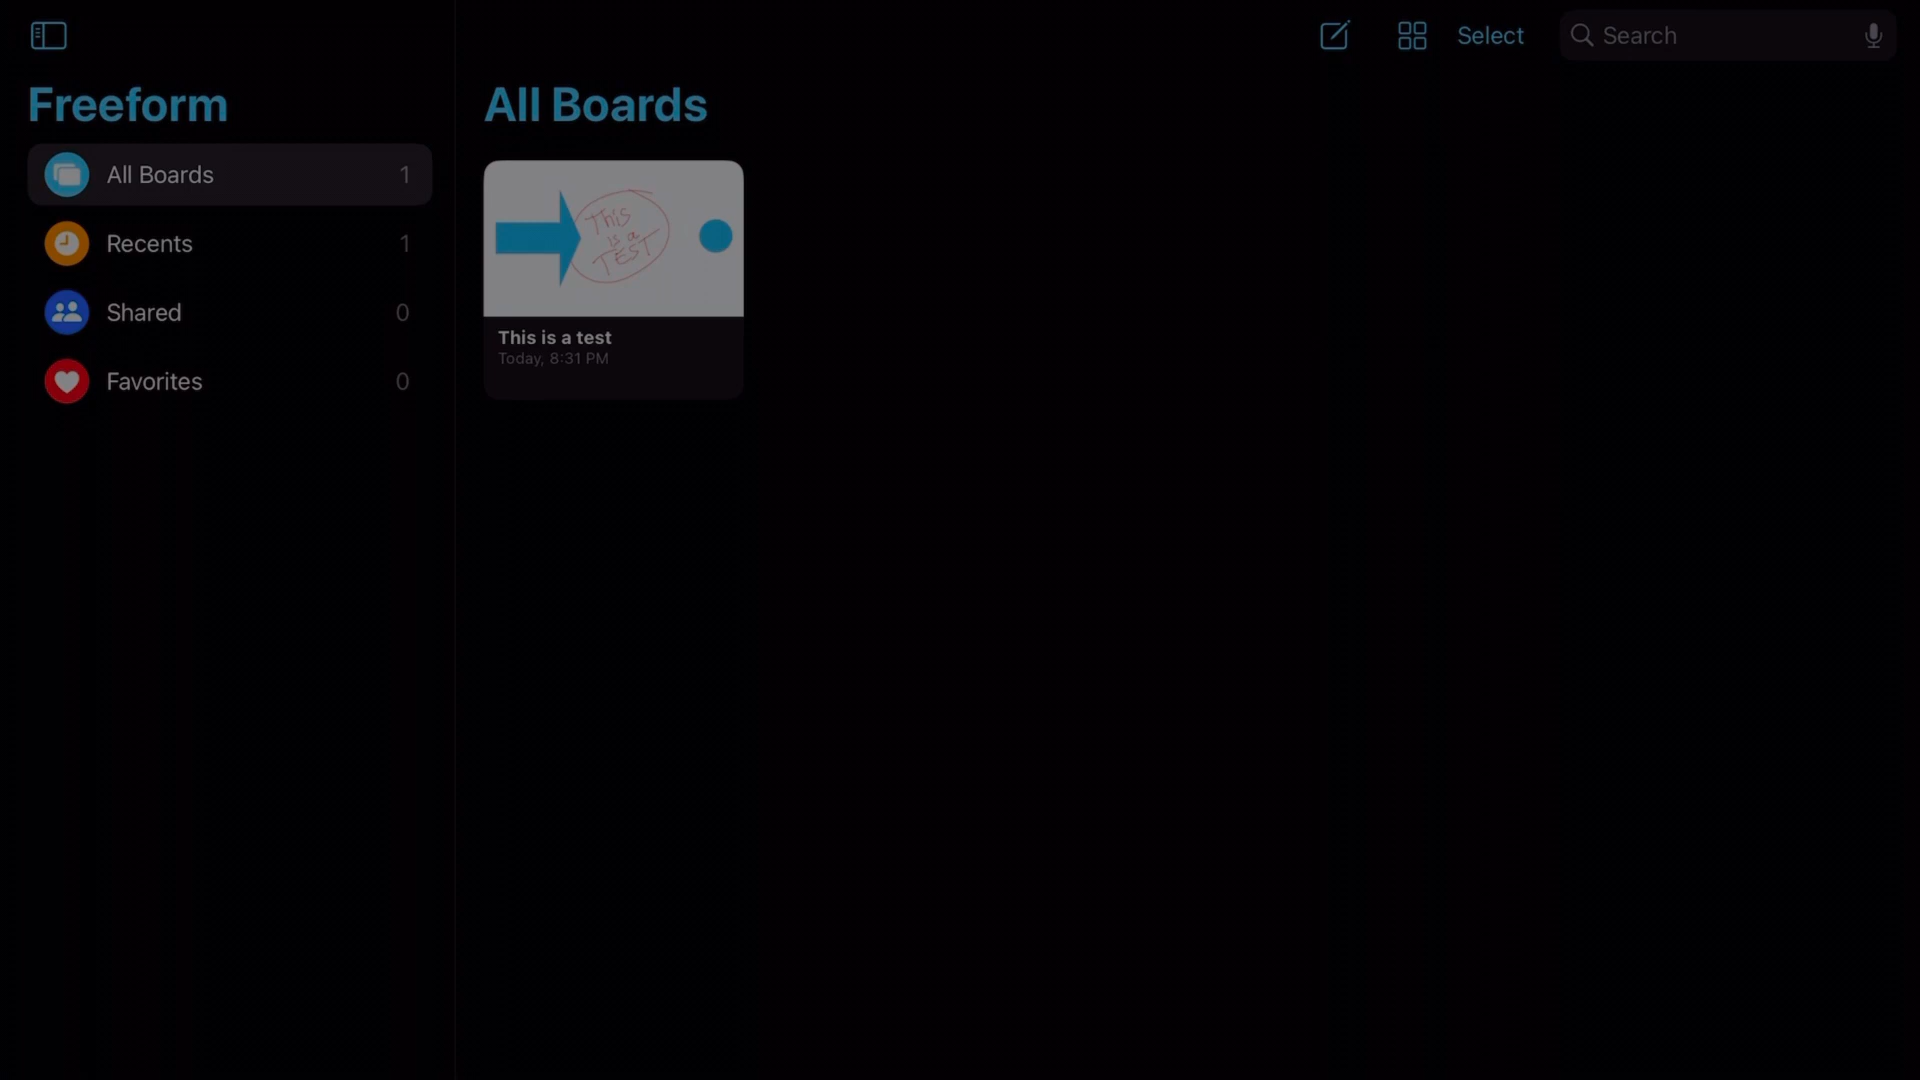 Select
Search
Freeform
All Boards
All Boards 1
Recents 1
Shared 0
Favorites 0
This
is a
TEST
This is a test
Today, 8:31 PM